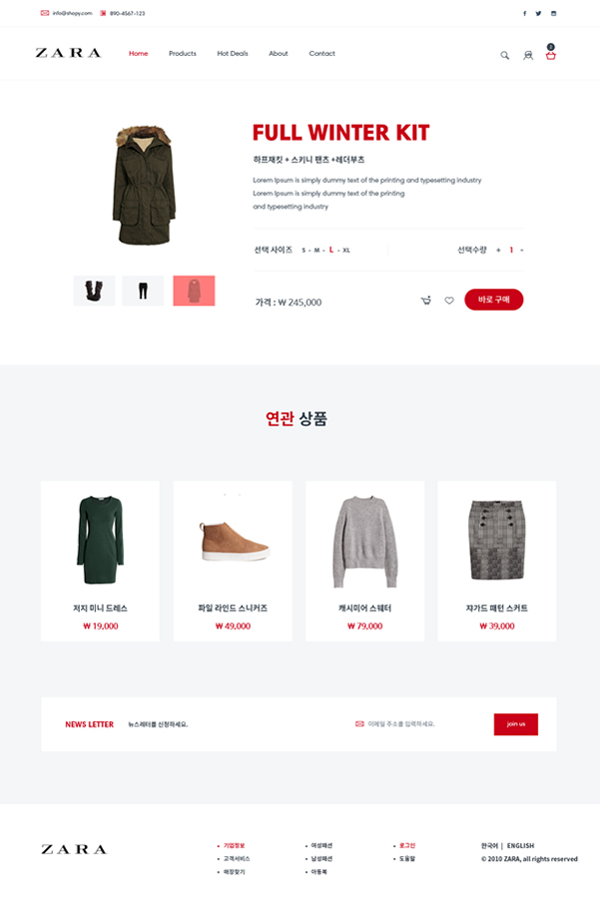 info@shopy.com 890-4567-123
ZARA Home Products Hot Deals About Contact
FULL WINTER KIT
하프재킷 + 스키니 팬츠 +레더부츠
Lorem Ipsum is simply dummy text of the printing and typesetting industry
Lorem Ipsum is simply dummy text of the printing
and typesetting industry
선택 사이즈 S - M - L - XL 선택수량 + 1 -
가격 : ₩ 245,000 바로 구매
연관 상품
저지 미니 드레스 파일 라인드 스니커즈 캐시미어 스웨터 자가드 패턴 스커트
₩ 19,000 ₩ 49,000 ₩ 79,000 ₩ 39,000
NEWS LETTER 뉴스레터를 신청하세요. 이메일 주소를 입력하세요. join us
ZARA
기업정보 여성패션 로그인 한국어 | ENGLISH
고객서비스 남성패션 도움말 © 2010 ZARA, all rights reserved
매장찾기 아동복